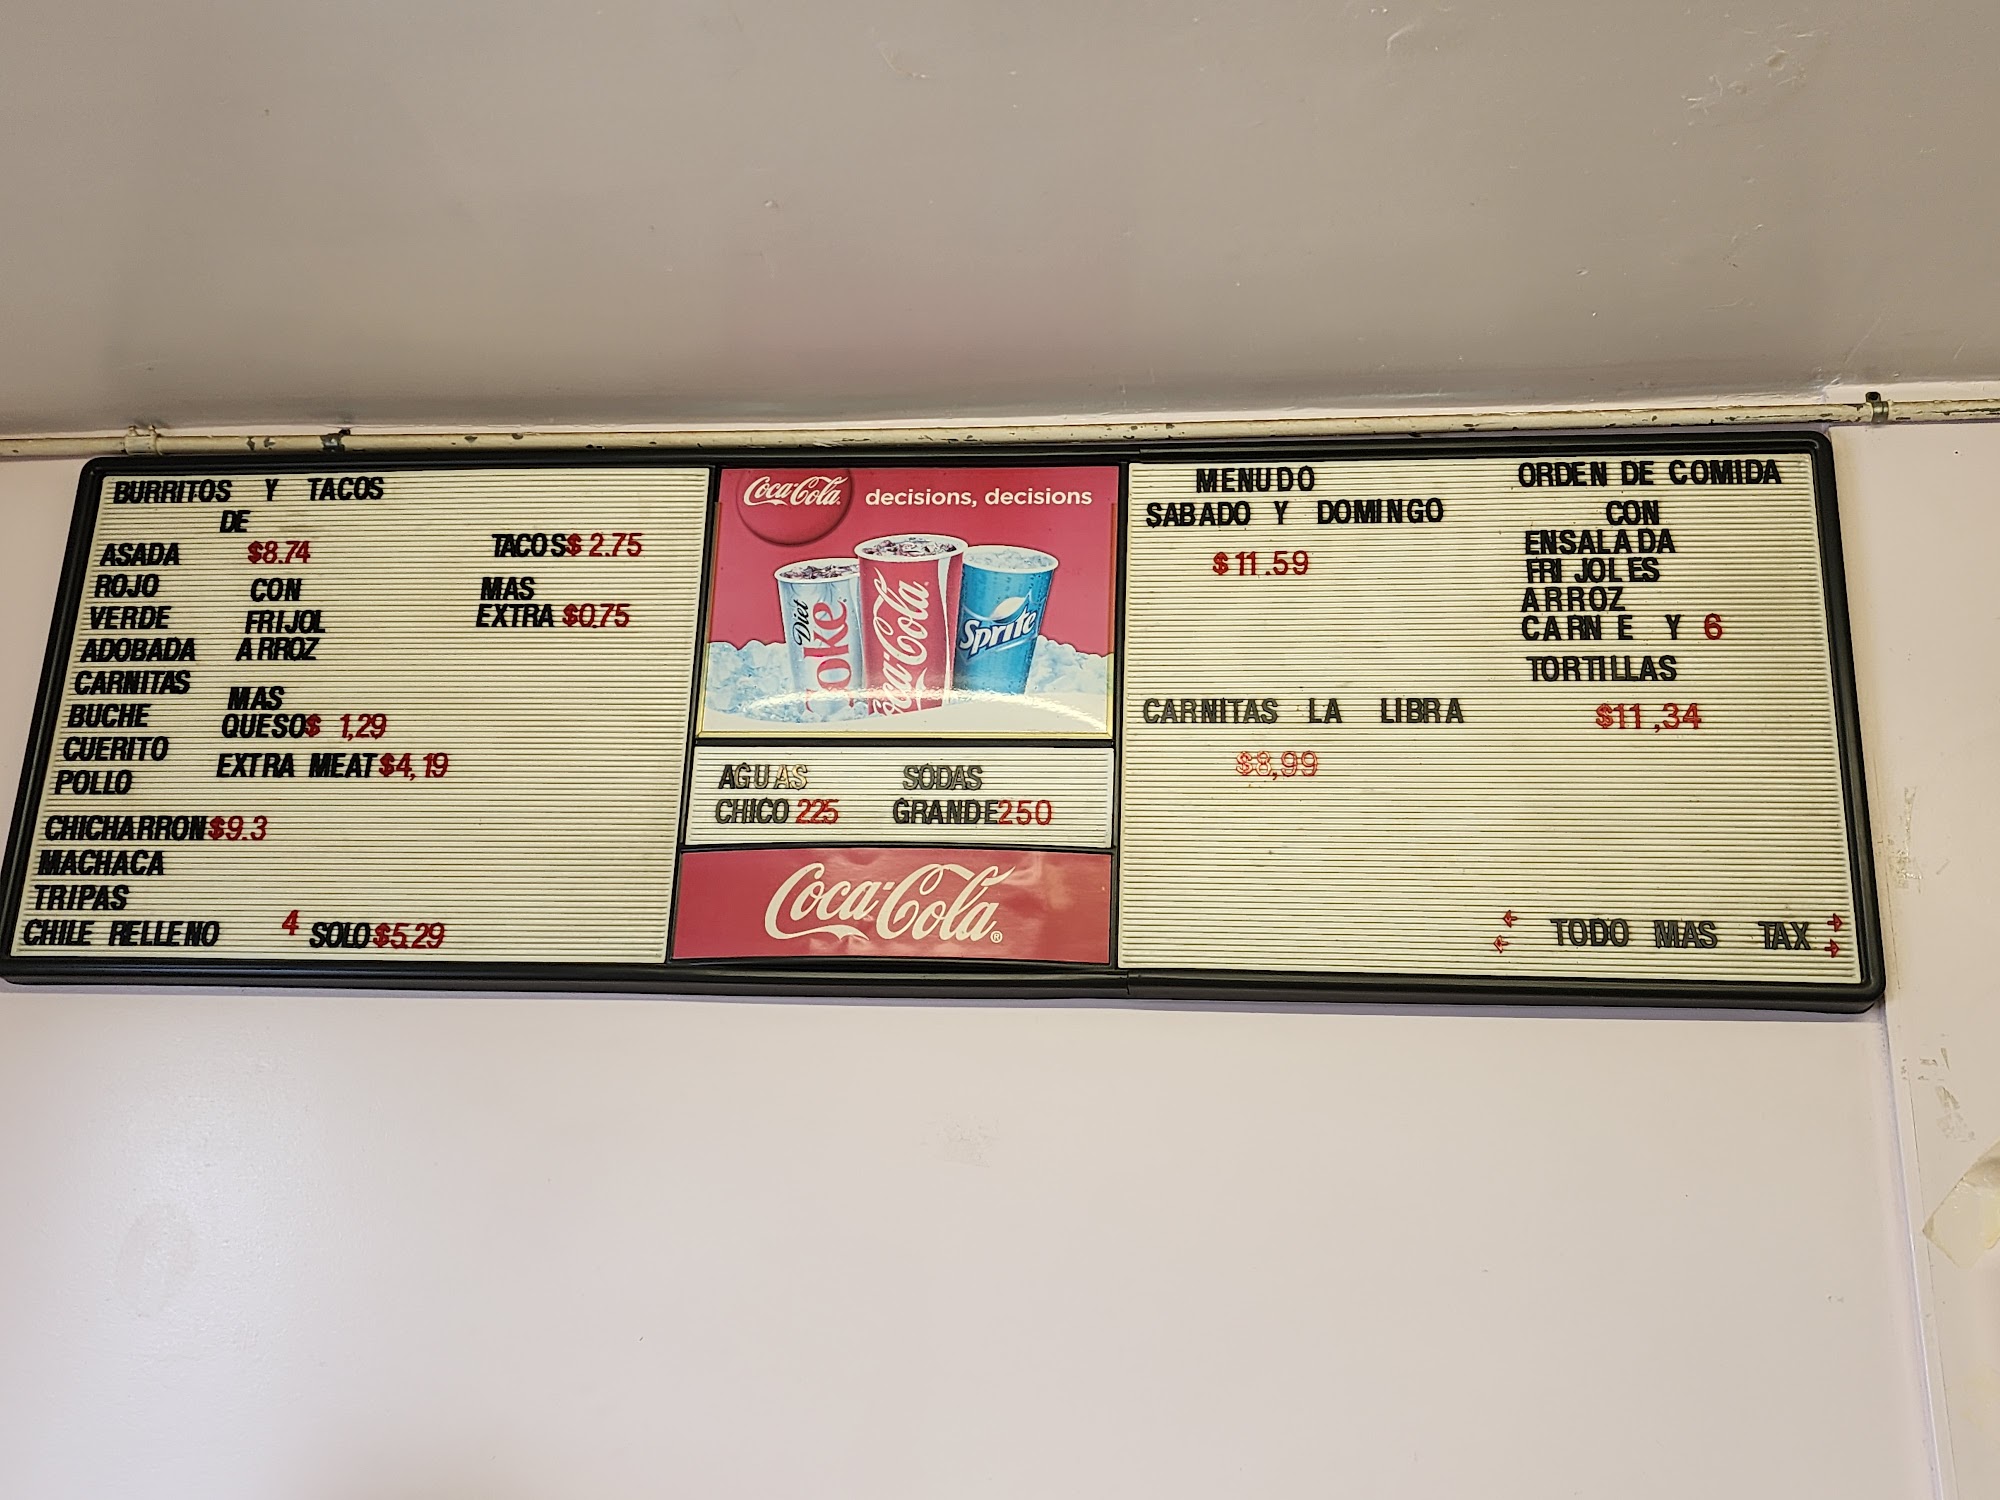 BURRITOS Y TACOS
DE
ASADA $8.74
ROJO CON
VERDE FRIJOL
ADOBADA ARROZ
CARNITAS MAS
BUCHE QUESO$ 1,29
CUERITO EXTRA MEAT$4,19
POLLO
CHICHARRON$9.3
MACHACA
TRIPAS
CHILE RELLENO 4 SOLO$5.29
TACOS$ 2.75
MAS
EXTRA $0.75
Coca-Cola decisions, decisions
Diet Coke
Coca-Cola
Sprite
AGUAS SODAS
CHICO 225 GRANDE250
Coca-Cola®
MENUDO
SABADO Y DOMINGO
$11.59
CARNITAS LA LIBRA
$8,99
ORDEN DE COMIDA
CON
ENSALADA
FRIJOLES
ARROZ
CARNE Y 6
TORTILLAS
$11,34
TODO MAS TAX